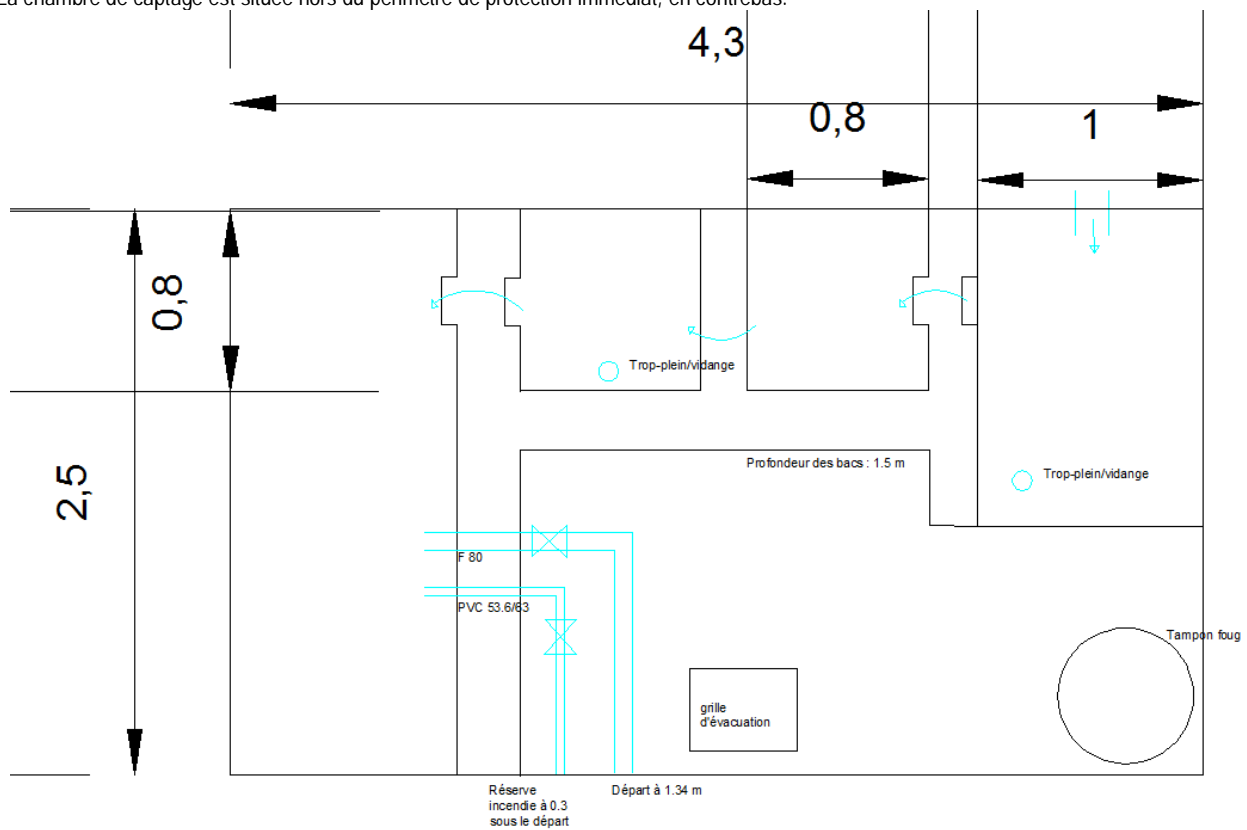 La chambre de captage est située hors du périmètre de protection immédiat, en contrebas.
4,3
0,8
1
0,8
2,5
Trop-plein/vidange
Profondeur des bacs : 1.5 m
Trop-plein/vidange
F 80
PVC 53.6/63
Tampon foug
grille
d'évacuation
Réserve
incendie à 0.3
sous le départ
Départ à 1.34 m